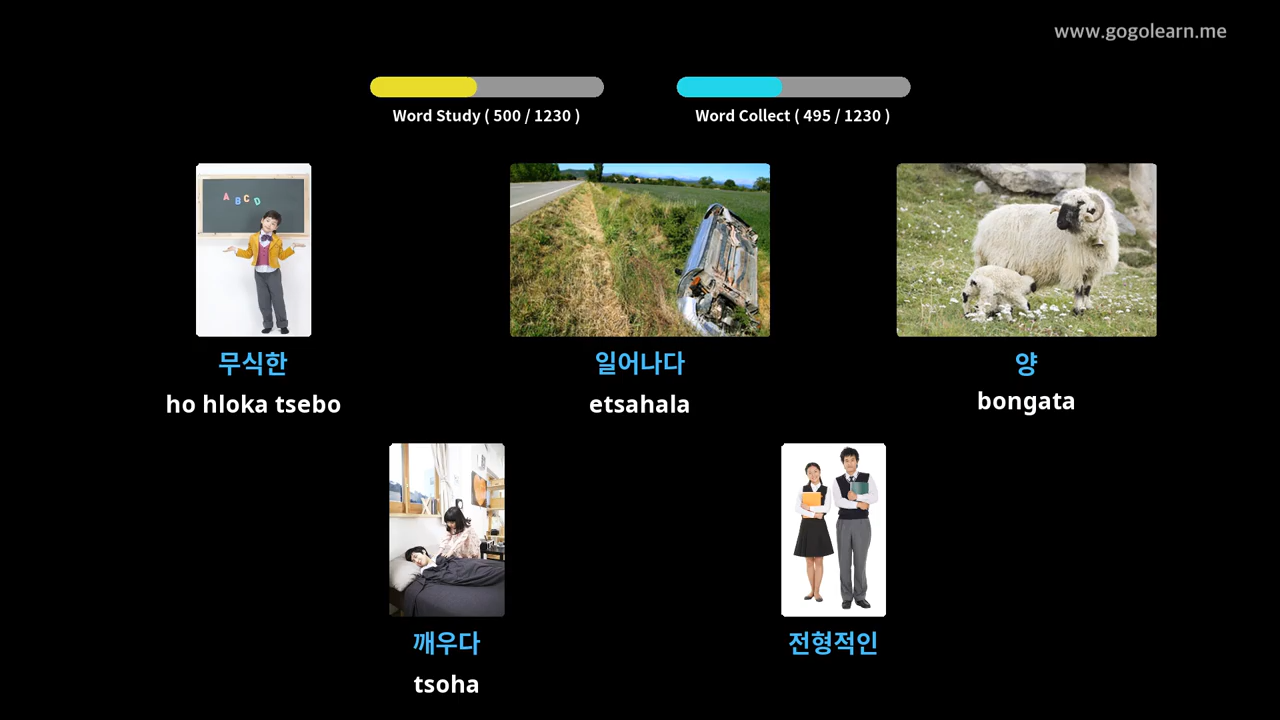 www.gogolearn.me
Word Study ( 500 / 1230 )
Word Collect ( 495 / 1230 )
A B C D
무식한
ho hloka tsebo
일어나다
etsahala
양
bongata
깨우다
tsoha
전형적인